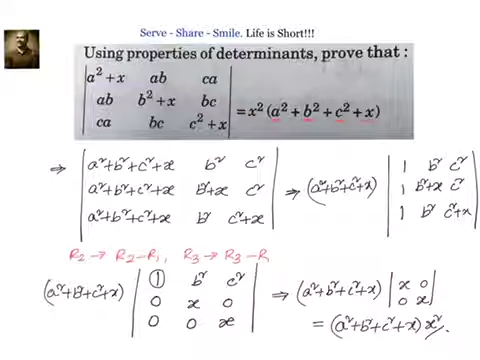 Serve - Share - Smile. Life is Short!!!
Using properties of determinants, prove that :
| a² + x   ab   ca |
| ab   b² + x   bc | = x² (a² + b² + c² + x)
| ca   bc   c² + x |
⇒ | a²+b²+c²+x   b²   c² |
| a²+b²+c²+x   b²+x   c² | ⇒ (a²+b²+c²+x) | 1 b² c² |
| 1 b²+x c² |
| a²+b²+c²+x   b²   c²+x |
| 1 b² c²+x |
R₂ → R₂-R₁, R₃ → R₃-R₁
(a²+b²+c²+x) | 1 b² c² |
| 0 x 0 |
| 0 0 x |
⇒ (a²+b²+c²+x) | x 0 |
| 0 x |
= (a²+b²+c²+x) x².